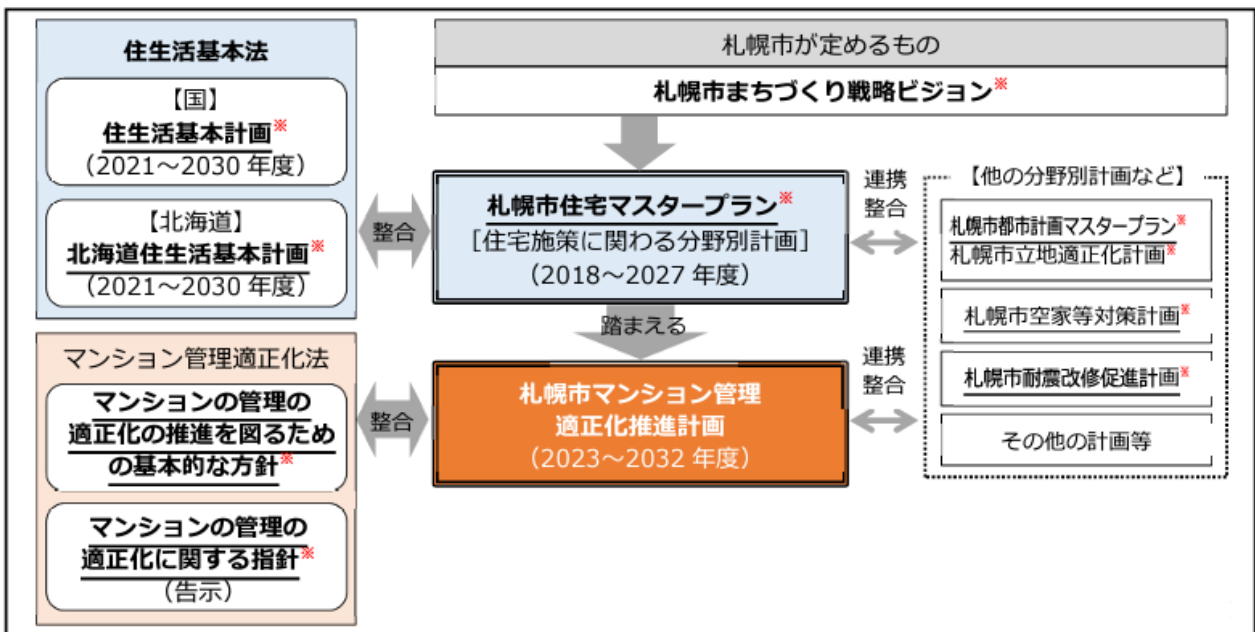 住生活基本法
【国】
住生活基本計画※
（2021～2030 年度）
【北海道】
北海道住生活基本計画※
（2021～2030 年度）
マンション管理適正化法
マンションの管理の
適正化の推進を図るため
の基本的な方針※
マンションの管理の
適正化に関する指針※
（告示）
整合
整合
札幌市が定めるもの
札幌市まちづくり戦略ビジョン※
札幌市住宅マスタープラン※
［住宅施策に関わる分野別計画］
（2018～2027 年度）
踏まえる
札幌市マンション管理
適正化推進計画
（2023～2032 年度）
連携
整合
連携
整合
【他の分野別計画など】
札幌市都市計画マスタープラン※
札幌市立地適正化計画※
札幌市空家等対策計画※
札幌市耐震改修促進計画※
その他の計画等